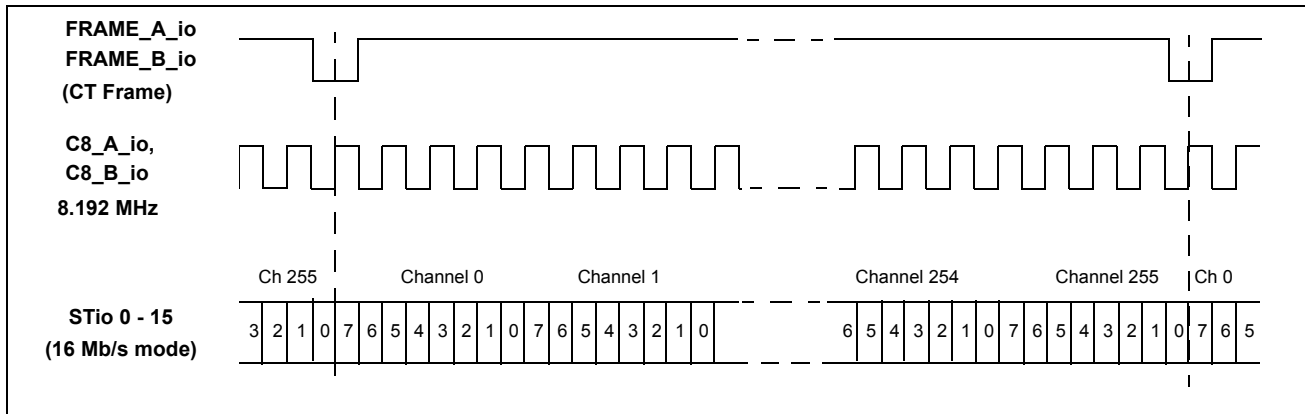 FRAME_A_io
FRAME_B_io
(CT Frame)
C8_A_io,
C8_B_io
8.192 MHz
Ch 255 Channel 0 Channel 1 Channel 254 Channel 255 Ch 0
STio 0 - 15
(16 Mb/s mode)
3 2 1 0 7 6 5 4 3 2 1 0 7 6 5 4 3 2 1 0 6 5 4 3 2 1 0 7 6 5 4 3 2 1 0 7 6 5